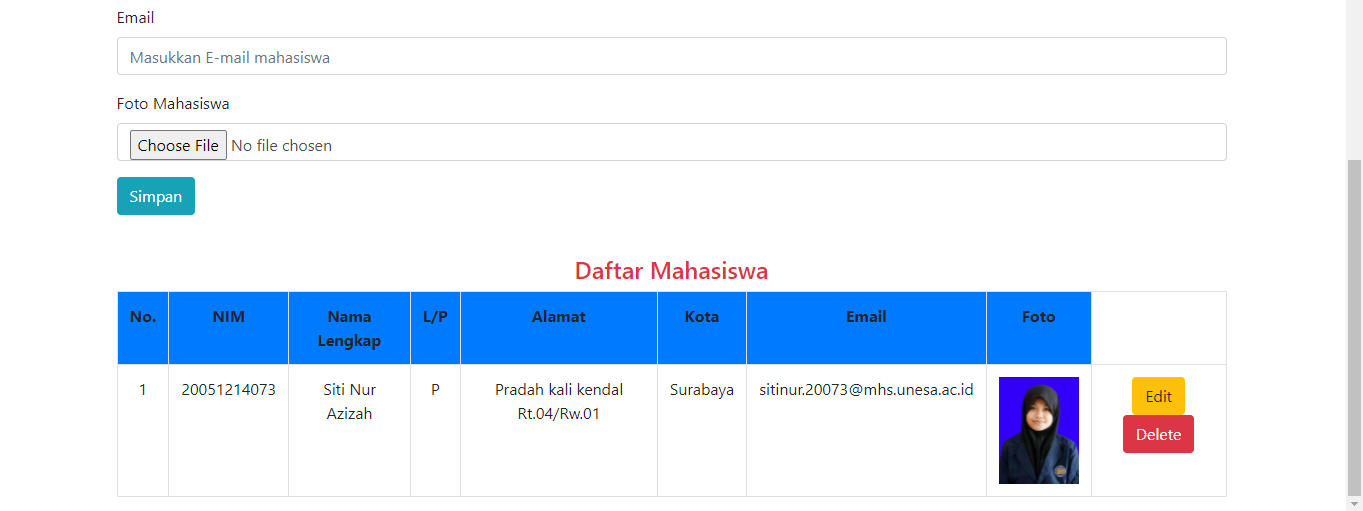 Email
Masukkan E-mail mahasiswa
Foto Mahasiswa
Choose File No file chosen
Simpan
Daftar Mahasiswa
No. NIM Nama Lengkap L/P Alamat Kota Email Foto
1 20051214073 Siti Nur Azizah P Pradah kali kendal Rt.04/Rw.01 Surabaya sitinur.20073@mhs.unesa.ac.id Edit
Delete